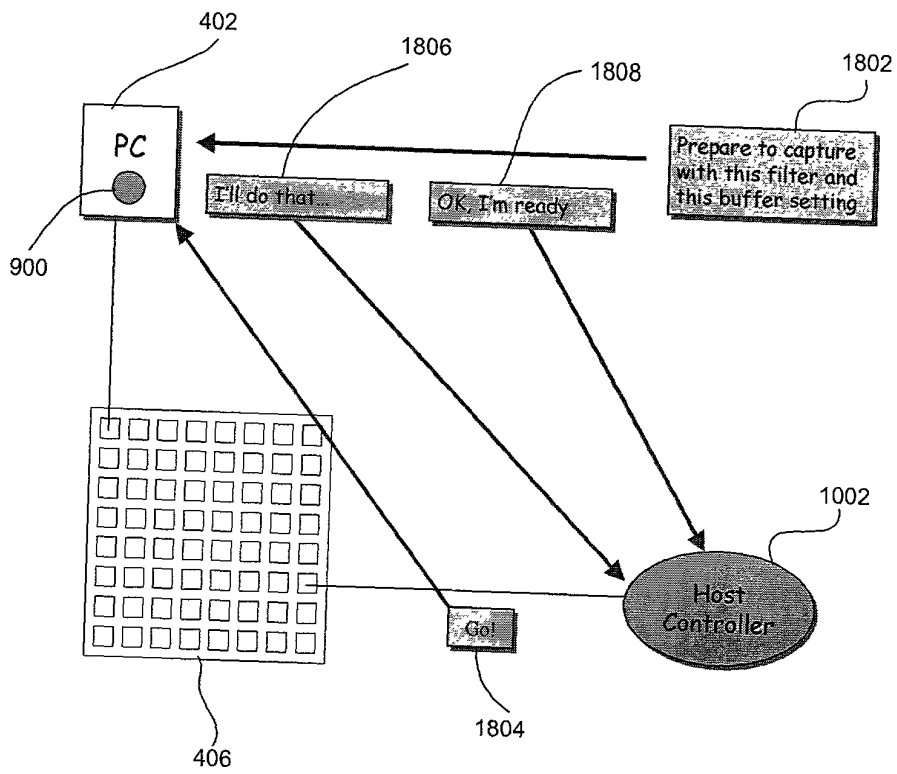 402
1806
1808
1802
PC
Prepare to capture
with this filter and
this buffer setting
I'll do that...
OK, I'm ready
900
1002
Host
Controller
Go!
1804
406